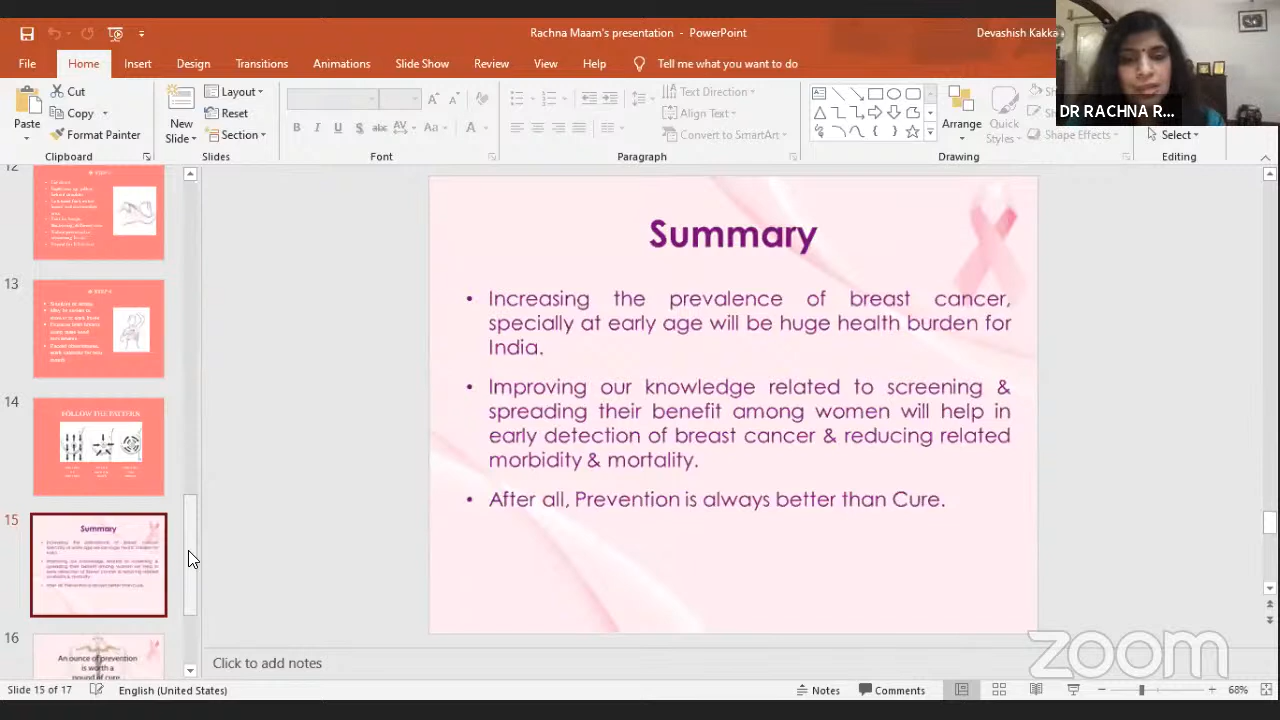 Rachna Maam's presentation - PowerPoint
Devashish Kakka
DR RACHNA R...
File Home Insert Design Transitions Animations Slide Show Review View Help Tell me what you want to do
Paste
Cut
Copy
Format Painter
Clipboard
New Slide
Layout
Reset
Section
Slides
B I U S abc AV Aa A
Font
Text Direction
Align Text
Convert to SmartArt
Paragraph
Arrange
Quick Styles
Sh
Sh
Shape Effects
Drawing
Select
Editing
12
13
14
FOLLOW THE PATTERN
15
Summary
16
An ounce of prevention
is worth a
pound of cure
Summary
• Increasing the prevalence of breast cancer,
specially at early age will be huge health burden for
India.
• Improving our knowledge related to screening &
spreading their benefit among women will help in
early detection of breast cancer & reducing related
morbidity & mortality.
• After all, Prevention is always better than Cure.
zoom
Click to add notes
Slide 15 of 17 English (United States) Notes Comments 68%